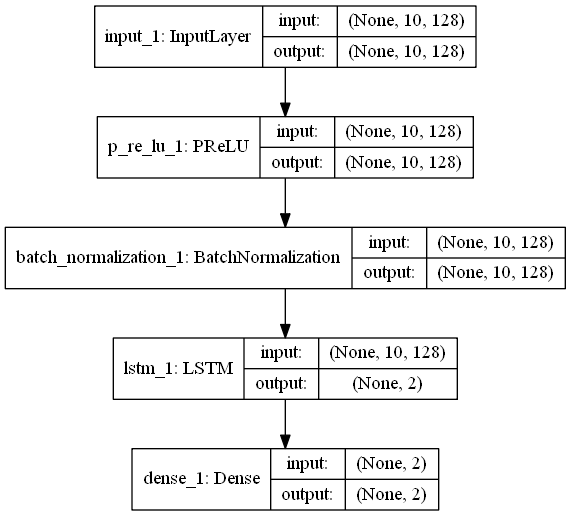 input_1: InputLayer
input: (None, 10, 128)
output: (None, 10, 128)
p_re_lu_1: PReLU
input: (None, 10, 128)
output: (None, 10, 128)
batch_normalization_1: BatchNormalization
input: (None, 10, 128)
output: (None, 10, 128)
lstm_1: LSTM
input: (None, 10, 128)
output: (None, 2)
dense_1: Dense
input: (None, 2)
output: (None, 2)